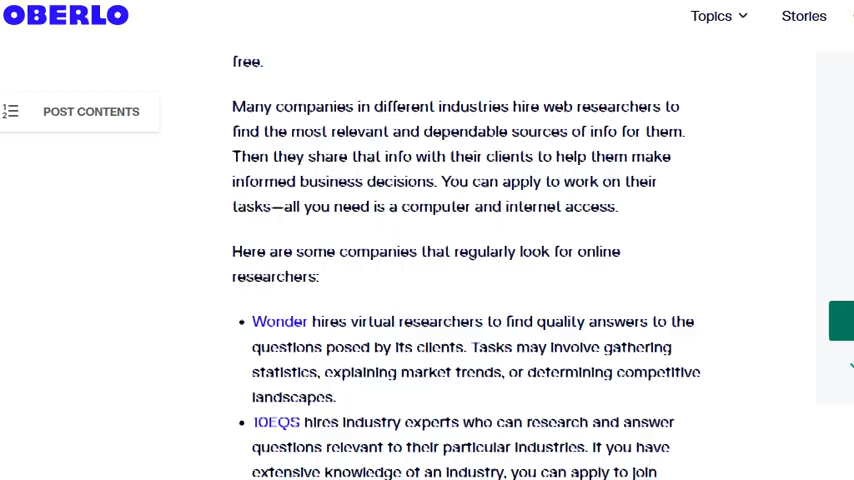 OBERLO
Topics
Stories
free.
POST CONTENTS
Many companies in different industries hire web researchers to
find the most relevant and dependable sources of info for them.
Then they share that info with their clients to help them make
informed business decisions. You can apply to work on their
tasks—all you need is a computer and internet access.
Here are some companies that regularly look for online
researchers:
• Wonder hires virtual researchers to find quality answers to the
questions posed by its clients. Tasks may involve gathering
statistics, explaining market trends, or determining competitive
landscapes.
• 10EQS hires industry experts who can research and answer
questions relevant to their particular industries. If you have
extensive knowledge of an industry, you can apply to join